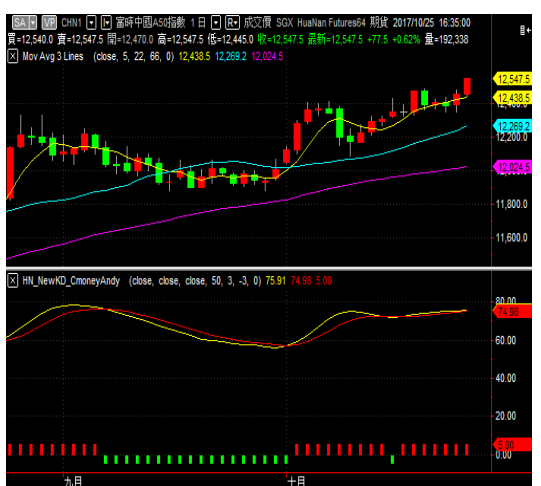 SA VP CHN1 I 富時中國A50指數 1 日 R 成交價 SGX HuaNan Futures64 期貨 2017/10/25 16:35:00
買=12,540.0 賣=12,547.5 開=12,470.0 高=12,547.5 低=12,445.0 收=12,547.5 最新=12,547.5 +77.5 +0.62% 量=192,338
X Mov Avg 3 Lines (close, 5, 22, 66, 0) 12,438.5 12,269.2 12,024.5
12,547.5
12,438.5
12,269.2
12,200.0
12,024.5
11,800.0
11,600.0
X HN_NewKD_CmoneyAndy (close, close, close, 50, 3, -3, 0) 75.91 74.98 5.00
80.00
74.98
60.00
40.00
20.00
5.00
0.00
九月 十月